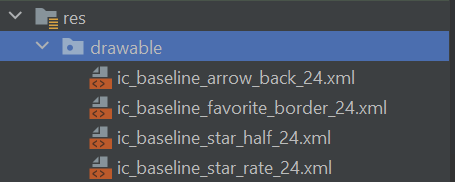 res
drawable
ic_baseline_arrow_back_24.xml
ic_baseline_favorite_border_24.xml
ic_baseline_star_half_24.xml
ic_baseline_star_rate_24.xml